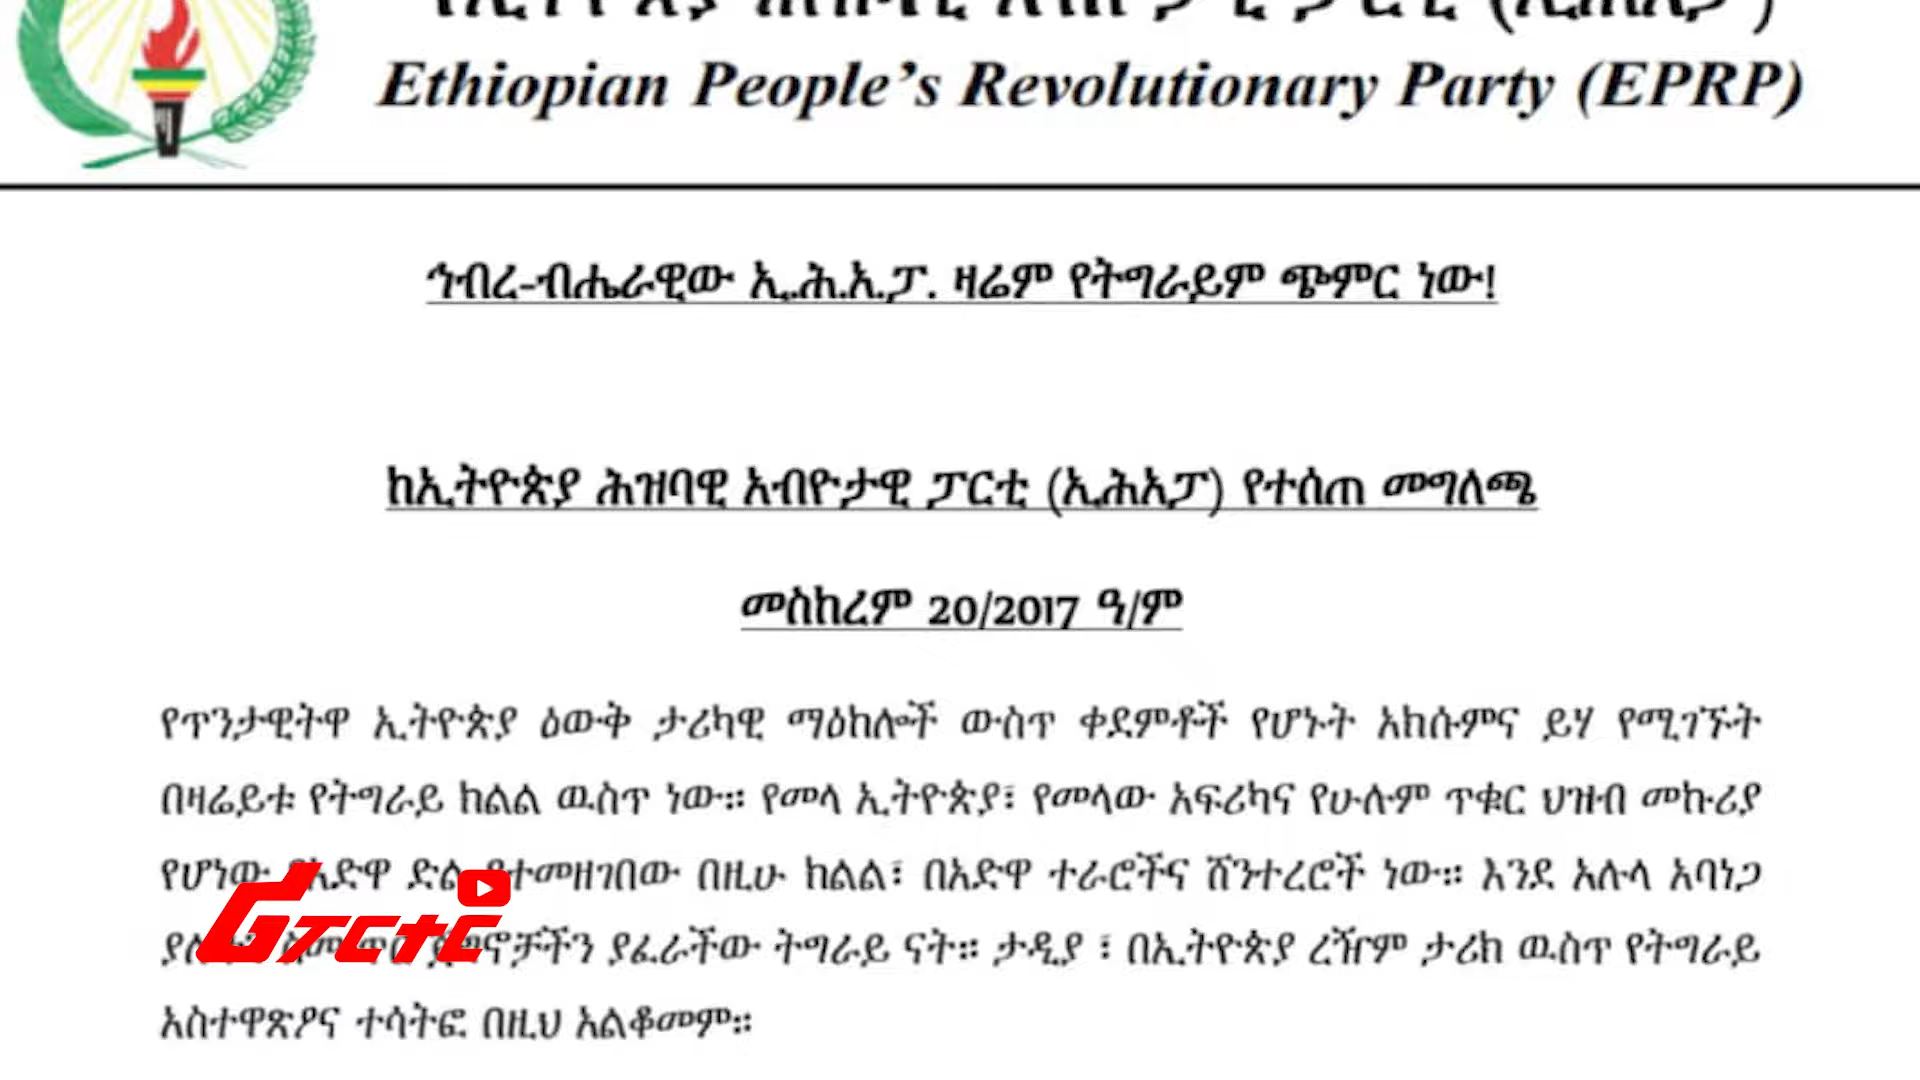 Ethiopian People's Revolutionary Party (EPRP)
ኅብረ-ብሔራዊው ኢ.ሕ.አ.ፓ. ዛሬም የትግራይም ጭምር ነው!
ከኢትዮጵያ ሕዝባዊ አብዮታዊ ፓርቲ (ኢሕአፓ) የተሰጠ መግለጫ
መስከረም 20/2017 ዓ/ም
የጥንታዊትዋ ኢትዮጵያ ዕውቅ ታሪካዊ ማዕከሎች ውስጥ ቀደምቶች የሆኑት አክሱምና ይሃ የሚገኙት
በዛሬይቱ የትግራይ ክልል ዉስጥ ነው። የመላ ኢትዮጵያ፣ የመላው አፍሪካና የሁሉም ጥቁር ህዝብ መኩሪያ
የሆነው የአድዋ ድል የተመዘገበው በዚሁ ክልል፣ በአድዋ ተራሮችና ሸንተረሮች ነው። እንደ አሉላ አባነጋ
ያፈራችው ትግራይ ናት። ታዲያ ፣ በኢትዮጵያ ረዥም ታሪክ ዉስጥ የትግራይ
አስተዋጽዖና ተሳትፎ በዚህ አልቆመም።